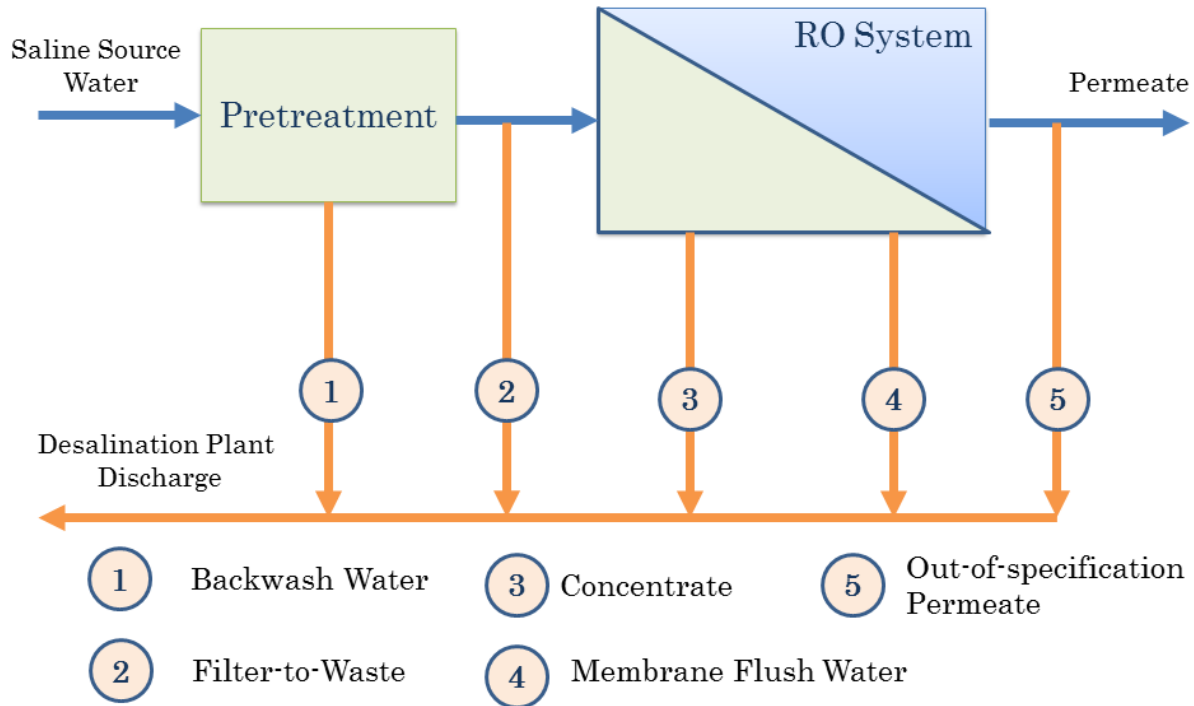 Saline Source
Water
Pretreatment
RO System
Permeate
1
2
3
4
5
Desalination Plant
Discharge
1 Backwash Water
3 Concentrate
5 Out-of-specification
Permeate
2 Filter-to-Waste
4 Membrane Flush Water